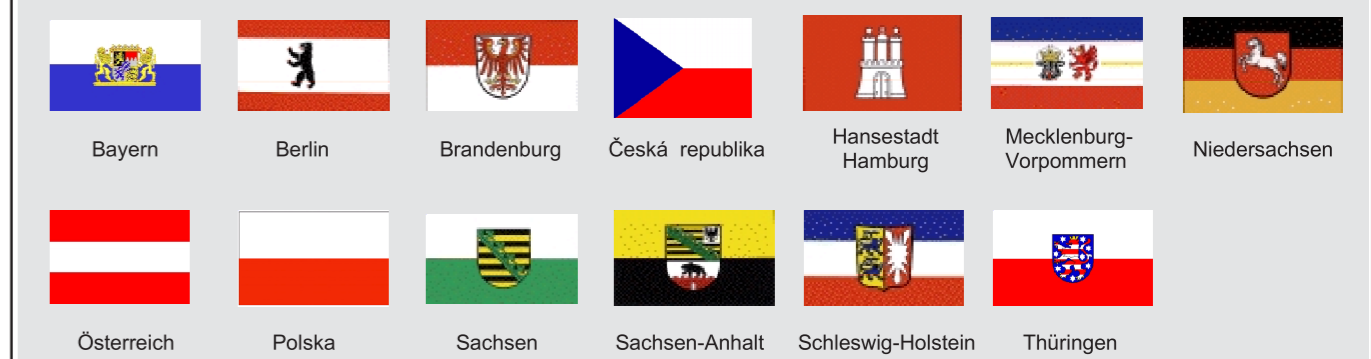 Bayern
Berlin
Brandenburg
Česká republika
Hansestadt
Hamburg
Mecklenburg-
Vorpommern
Niedersachsen
Österreich
Polska
Sachsen
Sachsen-Anhalt
Schleswig-Holstein
Thüringen